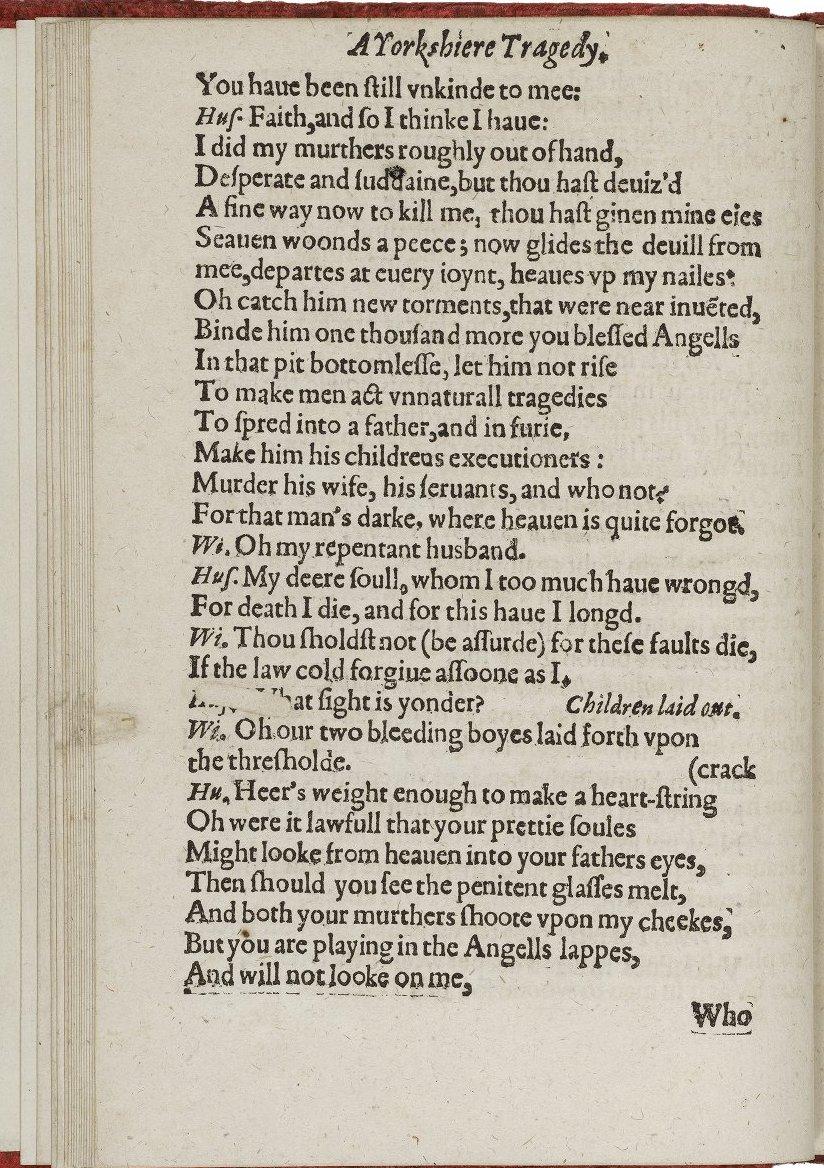 A Yorkshiere Tragedy.
You haue been ſtill vnkinde to mee:
Huſ. Faith,and ſo I thinke I haue:
I did my murthers roughly out of hand,
Deſperate and ſuddaine,but thou haſt deuiz'd
A fine way now to kill me, thou haſt ginen mine eies
Seauen woonds a peece; now glides the deuill from
mee,departes at euery ioynt, heaues vp my nailes.
Oh catch him new torments,that were near inuēted,
Binde him one thouſand more you bleſſed Angells
In that pit bottomleſſe, let him not riſe
To make men act vnnaturall tragedies
To ſpred into a father,and in furie,
Make him his childrens executioners :
Murder his wife, his ſeruants, and who not?
For that man's darke, where heauen is quite forgot.
Wi. Oh my repentant husband.
Huſ. My deere ſoull, whom I too much haue wrongd,
For death I die, and for this haue I longd.
Wi. Thou ſholdſt not (be aſſurde) for theſe faults die,
If the law cold forgiue aſſoone as I.
What ſight is yonder? Children laid out.
Wi. Oh our two bleeding boyes laid forth vpon
the threſholde. (crack
Hu. Heer's weight enough to make a heart-ſtring
Oh were it lawfull that your prettie ſoules
Might looke from heauen into your fathers eyes,
Then ſhould you ſee the penitent glaſſes melt,
And both your murthers ſhoote vpon my cheekes,
But you are playing in the Angells lappes,
And will not looke on me,
Who